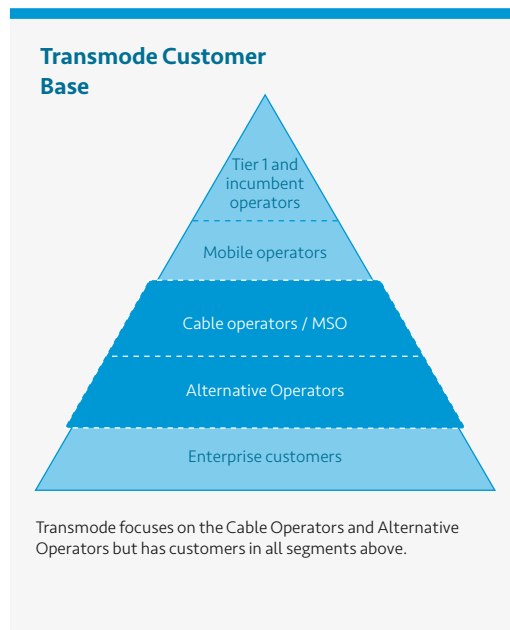 Transmode Customer
Base
Tier 1 and
incumbent
operators
Mobile operators
Cable operators / MSO
Alternative Operators
Enterprise customers
Transmode focuses on the Cable Operators and Alternative
Operators but has customers in all segments above.